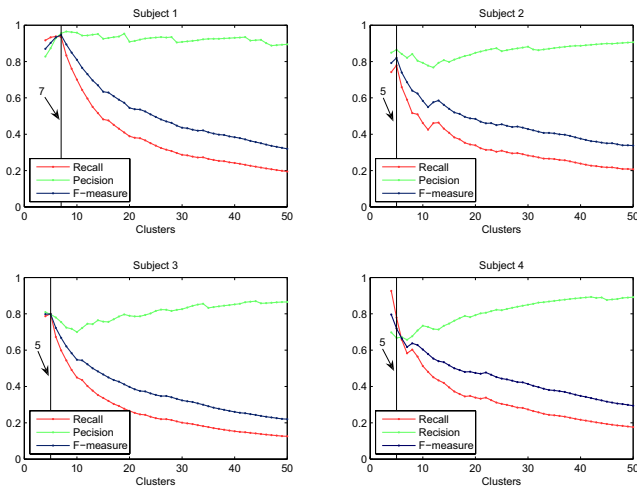 Subject 1
1
0.8
0.6
0.4
0.2
0
7
Recall
Pecision
F−measure
0 10 20 30 40 50
Clusters
Subject 2
1
0.8
0.6
0.4
0.2
0
5
Recall
Pecision
F−measure
0 10 20 30 40 50
Clusters
Subject 3
1
0.8
0.6
0.4
0.2
0
5
Recall
Pecision
F−measure
0 10 20 30 40 50
Clusters
Subject 4
1
0.8
0.6
0.4
0.2
0
5
Recall
Recision
F−measure
0 10 20 30 40 50
Clusters